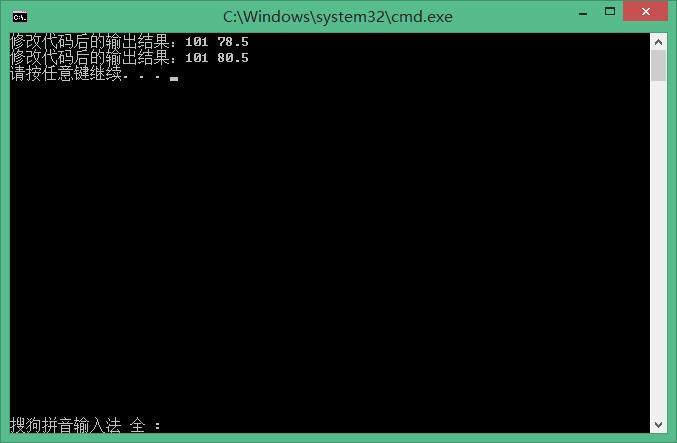 C:\Windows\system32\cmd.exe
修改代码后的输出结果：101 78.5
修改代码后的输出结果：101 80.5
请按任意键继续. . .
搜狗拼音输入法 全 ：